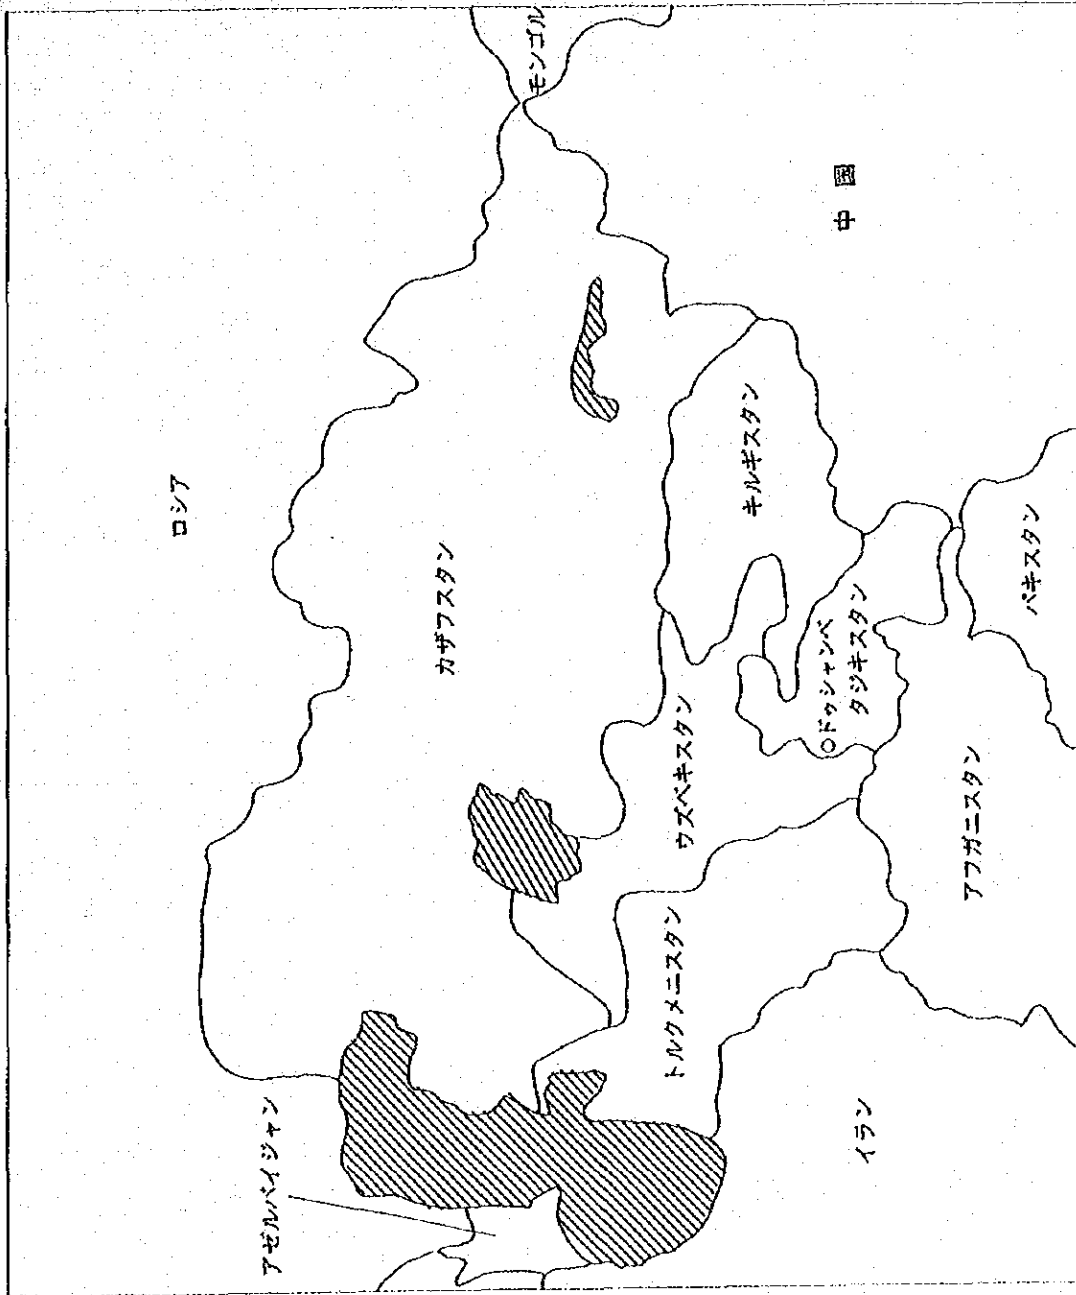 ロシア
モンゴル
カザフスタン
中国
アゼルバイジャン
ウズベキスタン
キルギスタン
トルクメニスタン
○ドゥシャンベ
タジキスタン
イラン
アフガニスタン
パキスタン